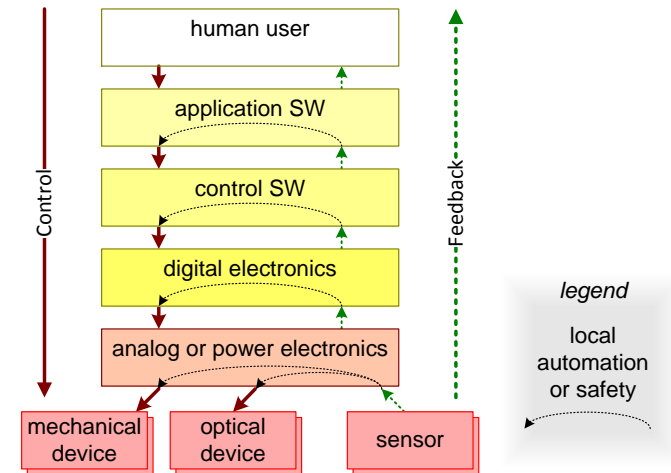 human user
application SW
control SW
digital electronics
analog or power electronics
mechanical
device
optical
device
sensor
Control
Feedback
legend
local
automation
or safety